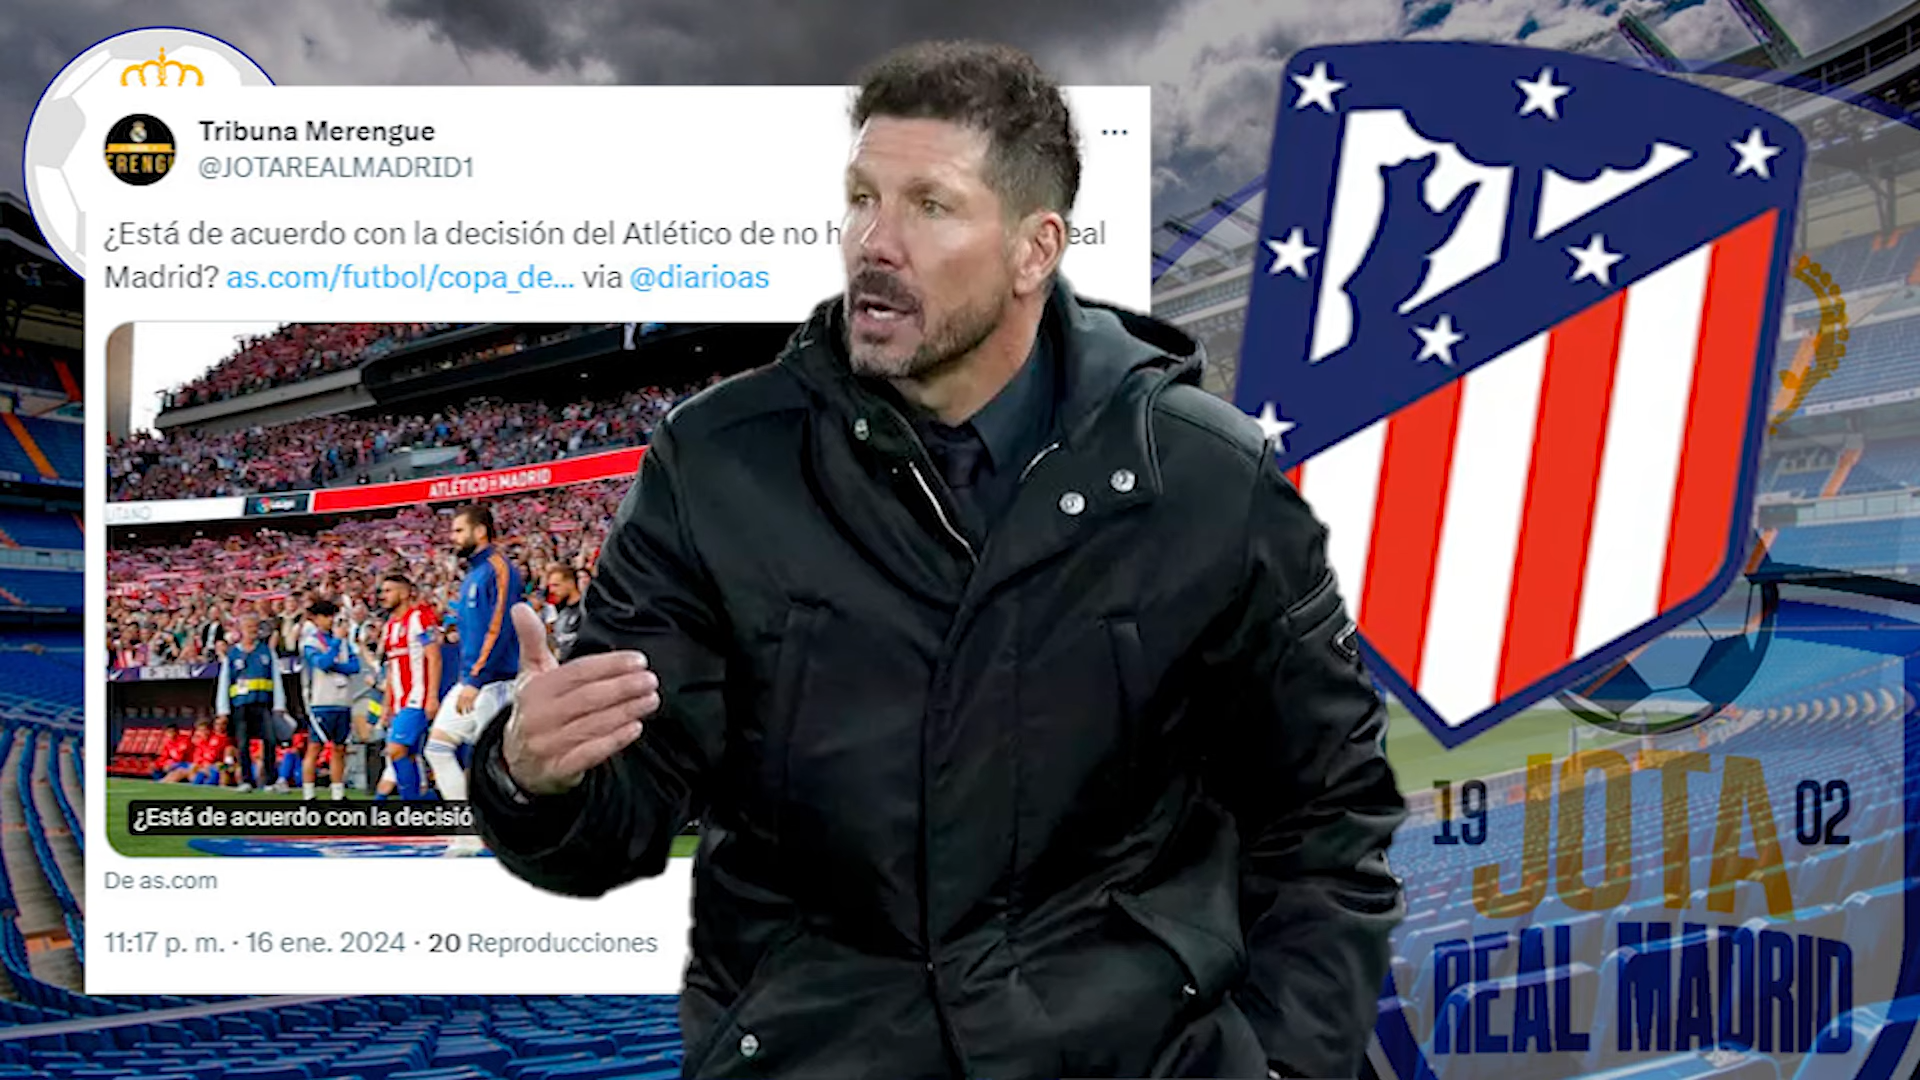 Tribuna Merengue
@JOTAREALMADRID1
¿Está de acuerdo con la decisión del Atlético de no h eal
Madrid? as.com/futbol/copa_de... via @diarioas
ATLÉTICO DE MADRID
¿Está de acuerdo con la decisió
De as.com
11:17 p. m. · 16 ene. 2024 · 20 Reproducciones
19 JOTA 02
REAL MADRID